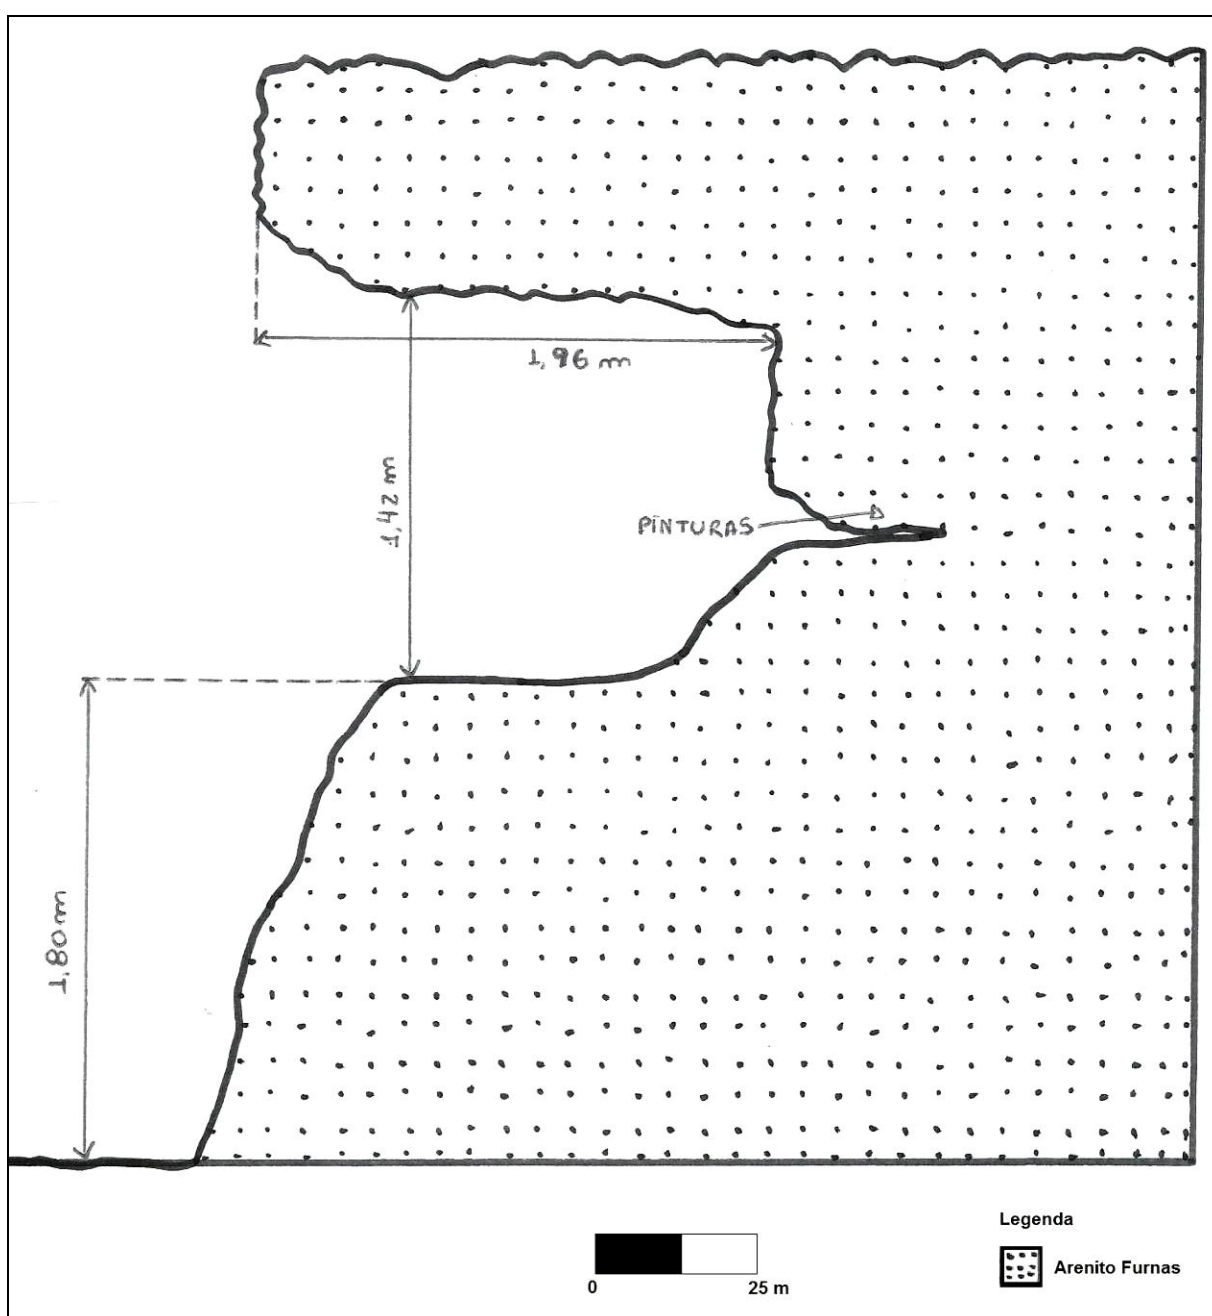 1,96 m
1,42 m
PINTURAS
1,80 m
Legenda
Arenito Furnas
0 25 m